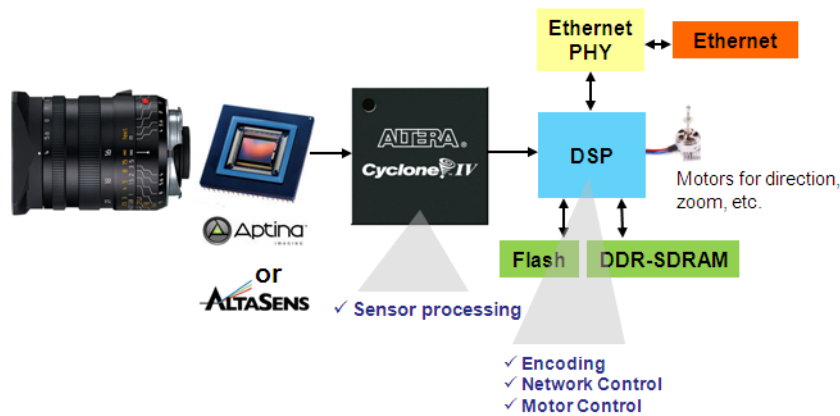 Ethernet
PHY
Ethernet
ALTERA®
Cyclone IV
DSP
Motors for direction,
zoom, etc.
Aptina
IMAGING
or
ALTASENS
Flash
DDR-SDRAM
✓ Sensor processing
✓ Encoding
✓ Network Control
✓ Motor Control